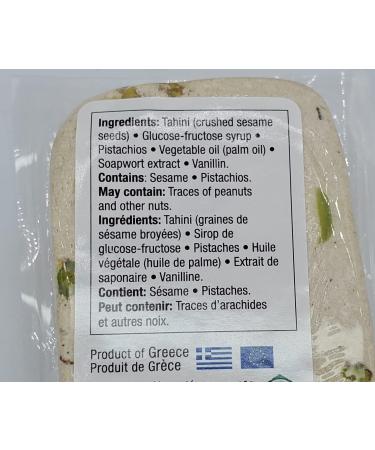 Ingredients: Tahini (crushed sesame
seeds) • Glucose-fructose syrup •
Pistachios • Vegetable oil (palm oil) •
Soapwort extract • Vanillin.
Contains: Sesame • Pistachios.
May contain: Traces of peanuts
and other nuts.
Ingrédients: Tahini (graines de
sésame broyées) • Sirop de
glucose-fructose • Pistaches • Huile
végétale (huile de palme) • Extrait de
saponaire • Vanilline.
Contient: Sésame • Pistaches.
Peut contenir: Traces d'arachides
et autres noix.
Product of Greece
Produit de Grèce